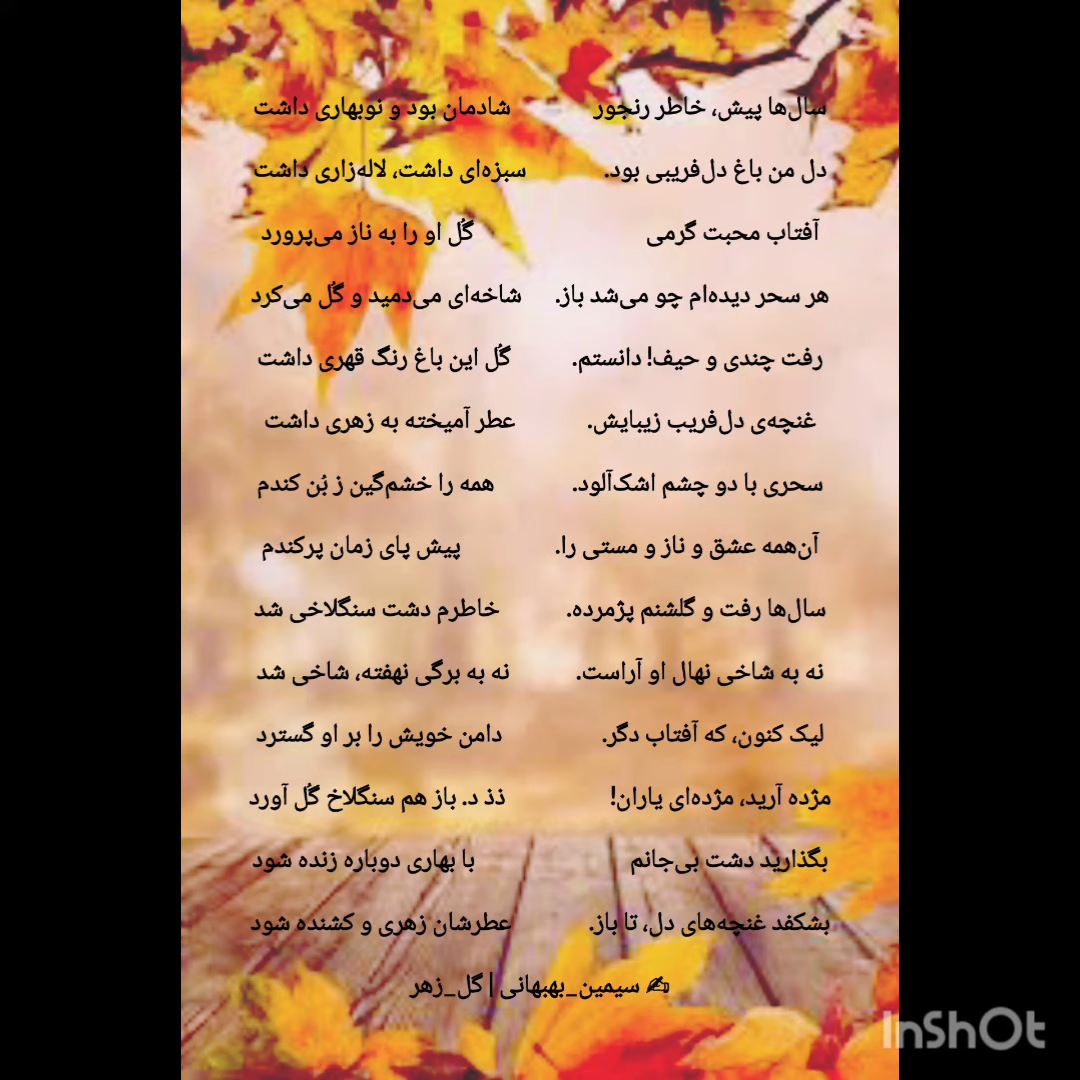 سال‌ها پیش، خاطر رنجور شادمان بود و نوبهاری داشت
دل من باغ دل‌فریبی بود. سبزه‌ای داشت، لاله‌زاری داشت
آفتاب محبت گرمی گُل او را به ناز می‌پرورد
هر سحر دیده‌ام چو می‌شد باز. شاخه‌ای می‌دمید و گُل می‌کرد
رفت چندی و حیف! دانستم. گُل این باغ رنگ قهری داشت
غنچه‌ی دل‌فریب زیبایش. عطر آمیخته به زهری داشت
سحری با دو چشم اشک‌آلود. همه را خشم‌گین ز بُن کندم
آن‌همه عشق و ناز و مستی را. پیش پای زمان پرکندم
سال‌ها رفت و گلشنم پژمرده. خاطرم دشت سنگلاخی شد
نه به شاخی نهال او آراست. نه به برگی نهفته، شاخی شد
لیک کنون، که آفتاب دگر. دامن خویش را بر او گسترد
مژده آرید، مژده‌ای یاران! ذذ د. باز هم سنگلاخ گُل آورد
بگذارید دشت بی‌جانم با بهاری دوباره زنده شود
بشکفد غنچه‌های دل، تا باز. عطرشان زهری و کشنده شود
✍ سیمین_بهبهانی | گل_زهر
InShOt